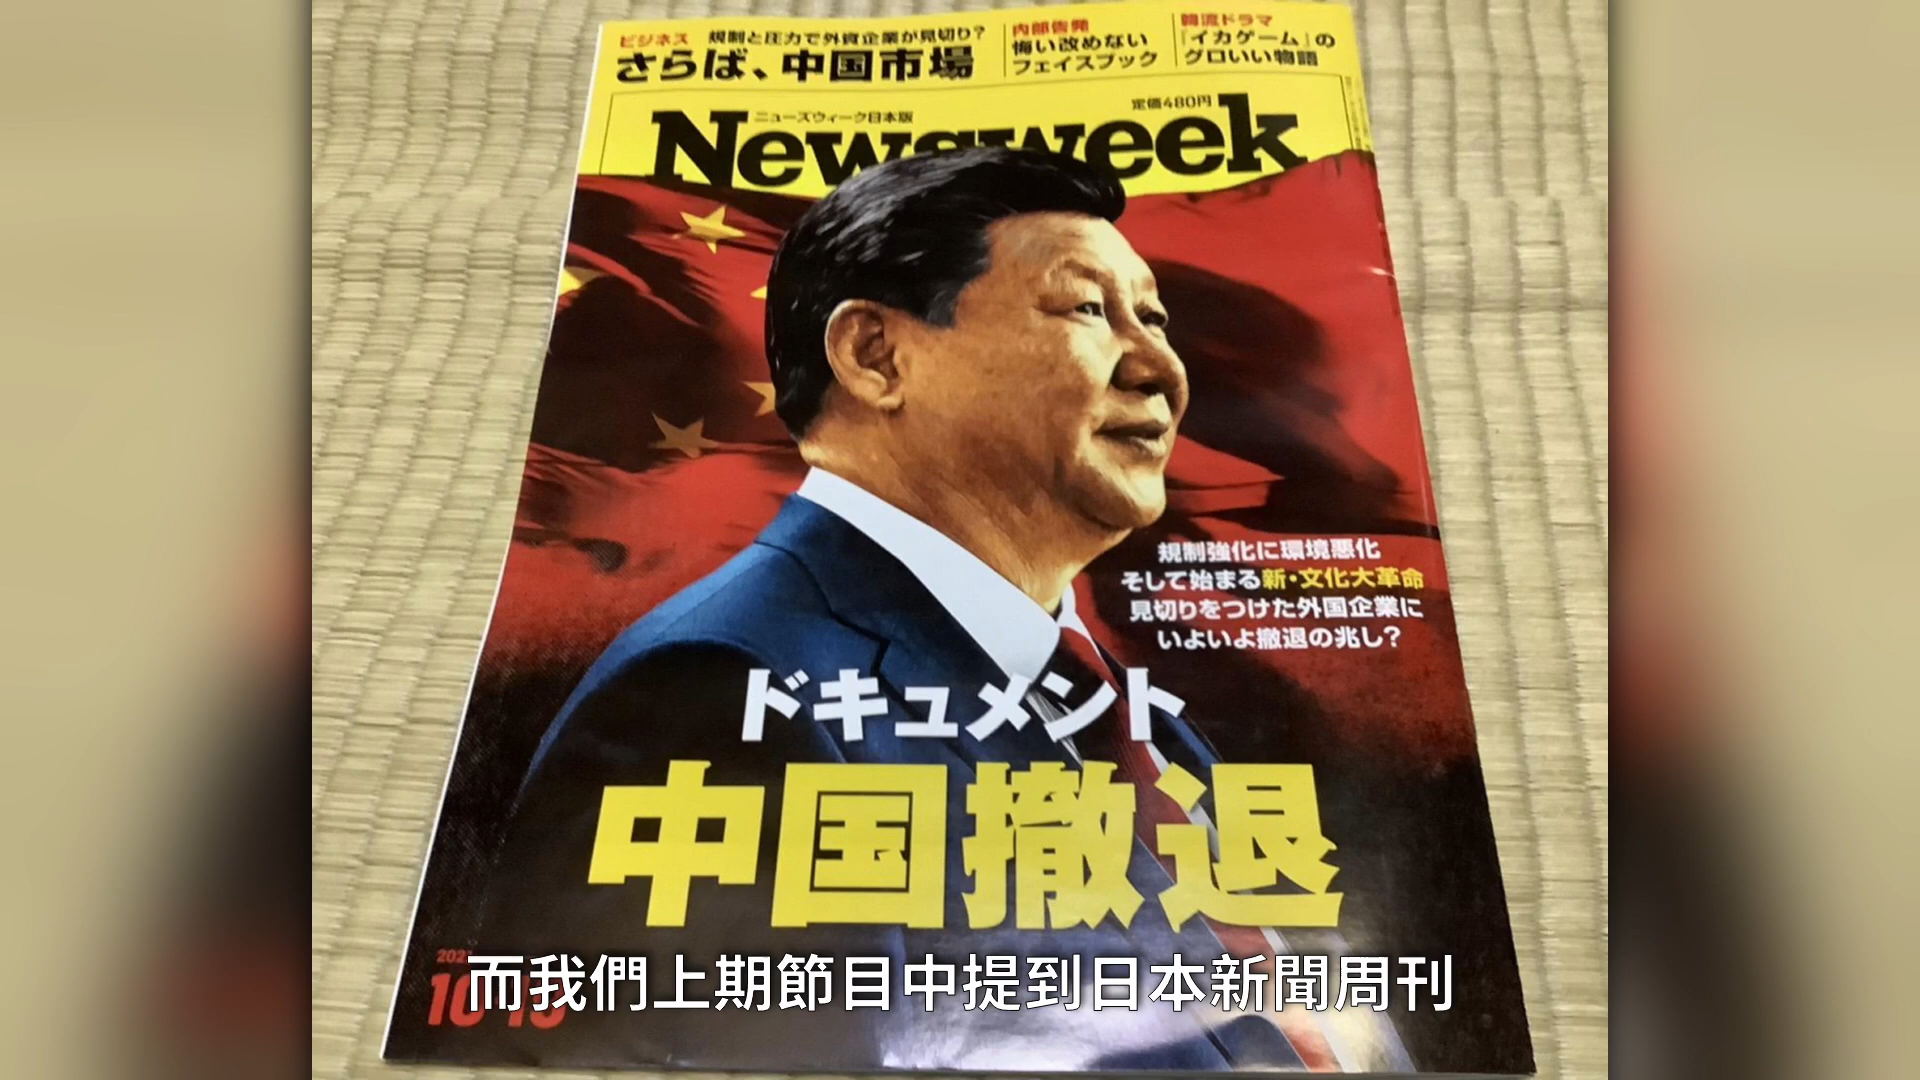 ビジネス 規制と圧力で外資企業が見切り?
さらば、中国市場
内部告発
悔い改めない
フェイスブック
韓流ドラマ
『イカゲーム』の
グロいい物語
ニューズウィーク日本版
定価480円
Newsweek
規制強化に環境悪化
そして始まる新・文化大革命
見切りをつけた外国企業に
いよいよ撤退の兆し?
ドキュメント
中国撤退
而我們上期節目中提到日本新聞周刊